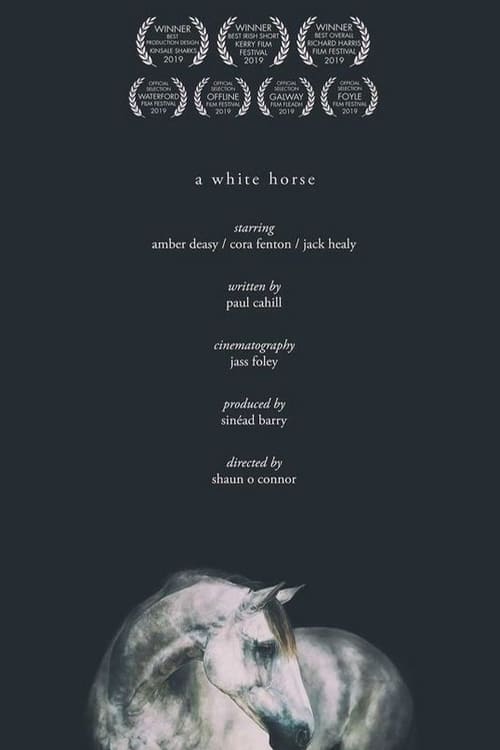 WINNER
BEST
PRODUCTION DESIGN
KINSALE SHARKS
2019
WINNER
BEST IRISH SHORT
KERRY FILM
FESTIVAL
2019
WINNER
BEST OVERALL
RICHARD HARRIS
FILM FESTIVAL
2019
OFFICIAL
SELECTION
WATERFORD
FILM FESTIVAL
2019
OFFICIAL
SELECTION
OFFLINE
FILM FESTIVAL
2019
OFFICIAL
SELECTION
GALWAY
FILM FLEADH
2019
OFFICIAL
SELECTION
FOYLE
FILM FESTIVAL
2019
a white horse
starring
amber deasy / cora fenton / jack healy
written by
paul cahill
cinematography
jass foley
produced by
sinéad barry
directed by
shaun o connor